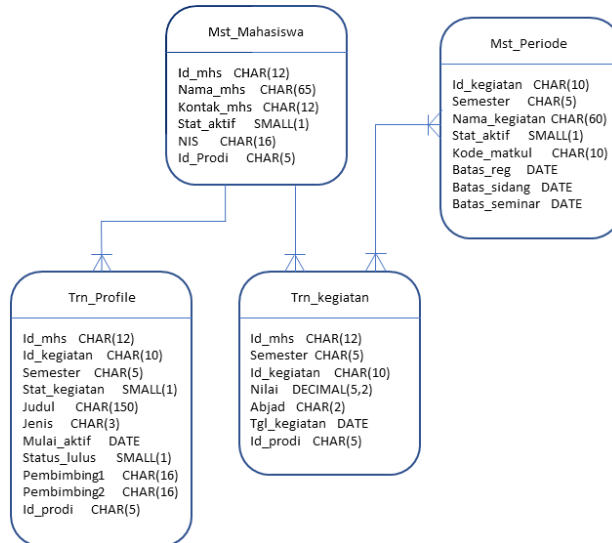 Mst_Mahasiswa
Id_mhs CHAR(12)
Nama_mhs CHAR(65)
Kontak_mhs CHAR(12)
Stat_aktif SMALL(1)
NIS CHAR(16)
Id_Prodi CHAR(5)
Mst_Periode
Id_kegiatan CHAR(10)
Semester CHAR(5)
Nama_kegiatan CHAR(60)
Stat_aktif SMALL(1)
Kode_matkul CHAR(10)
Batas_reg DATE
Batas_sidang DATE
Batas_seminar DATE
Trn_Profile
Id_mhs CHAR(12)
Id_kegiatan CHAR(10)
Semester CHAR(5)
Stat_kegiatan SMALL(1)
Judul CHAR(150)
Jenis CHAR(3)
Mulai_aktif DATE
Status_lulus SMALL(1)
Pembimbing1 CHAR(16)
Pembimbing2 CHAR(16)
Id_prodi CHAR(5)
Trn_kegiatan
Id_mhs CHAR(12)
Semester CHAR(5)
Id_kegiatan CHAR(10)
Nilai DECIMAL(5,2)
Abjad CHAR(2)
Tgl_kegiatan DATE
Id_prodi CHAR(5)